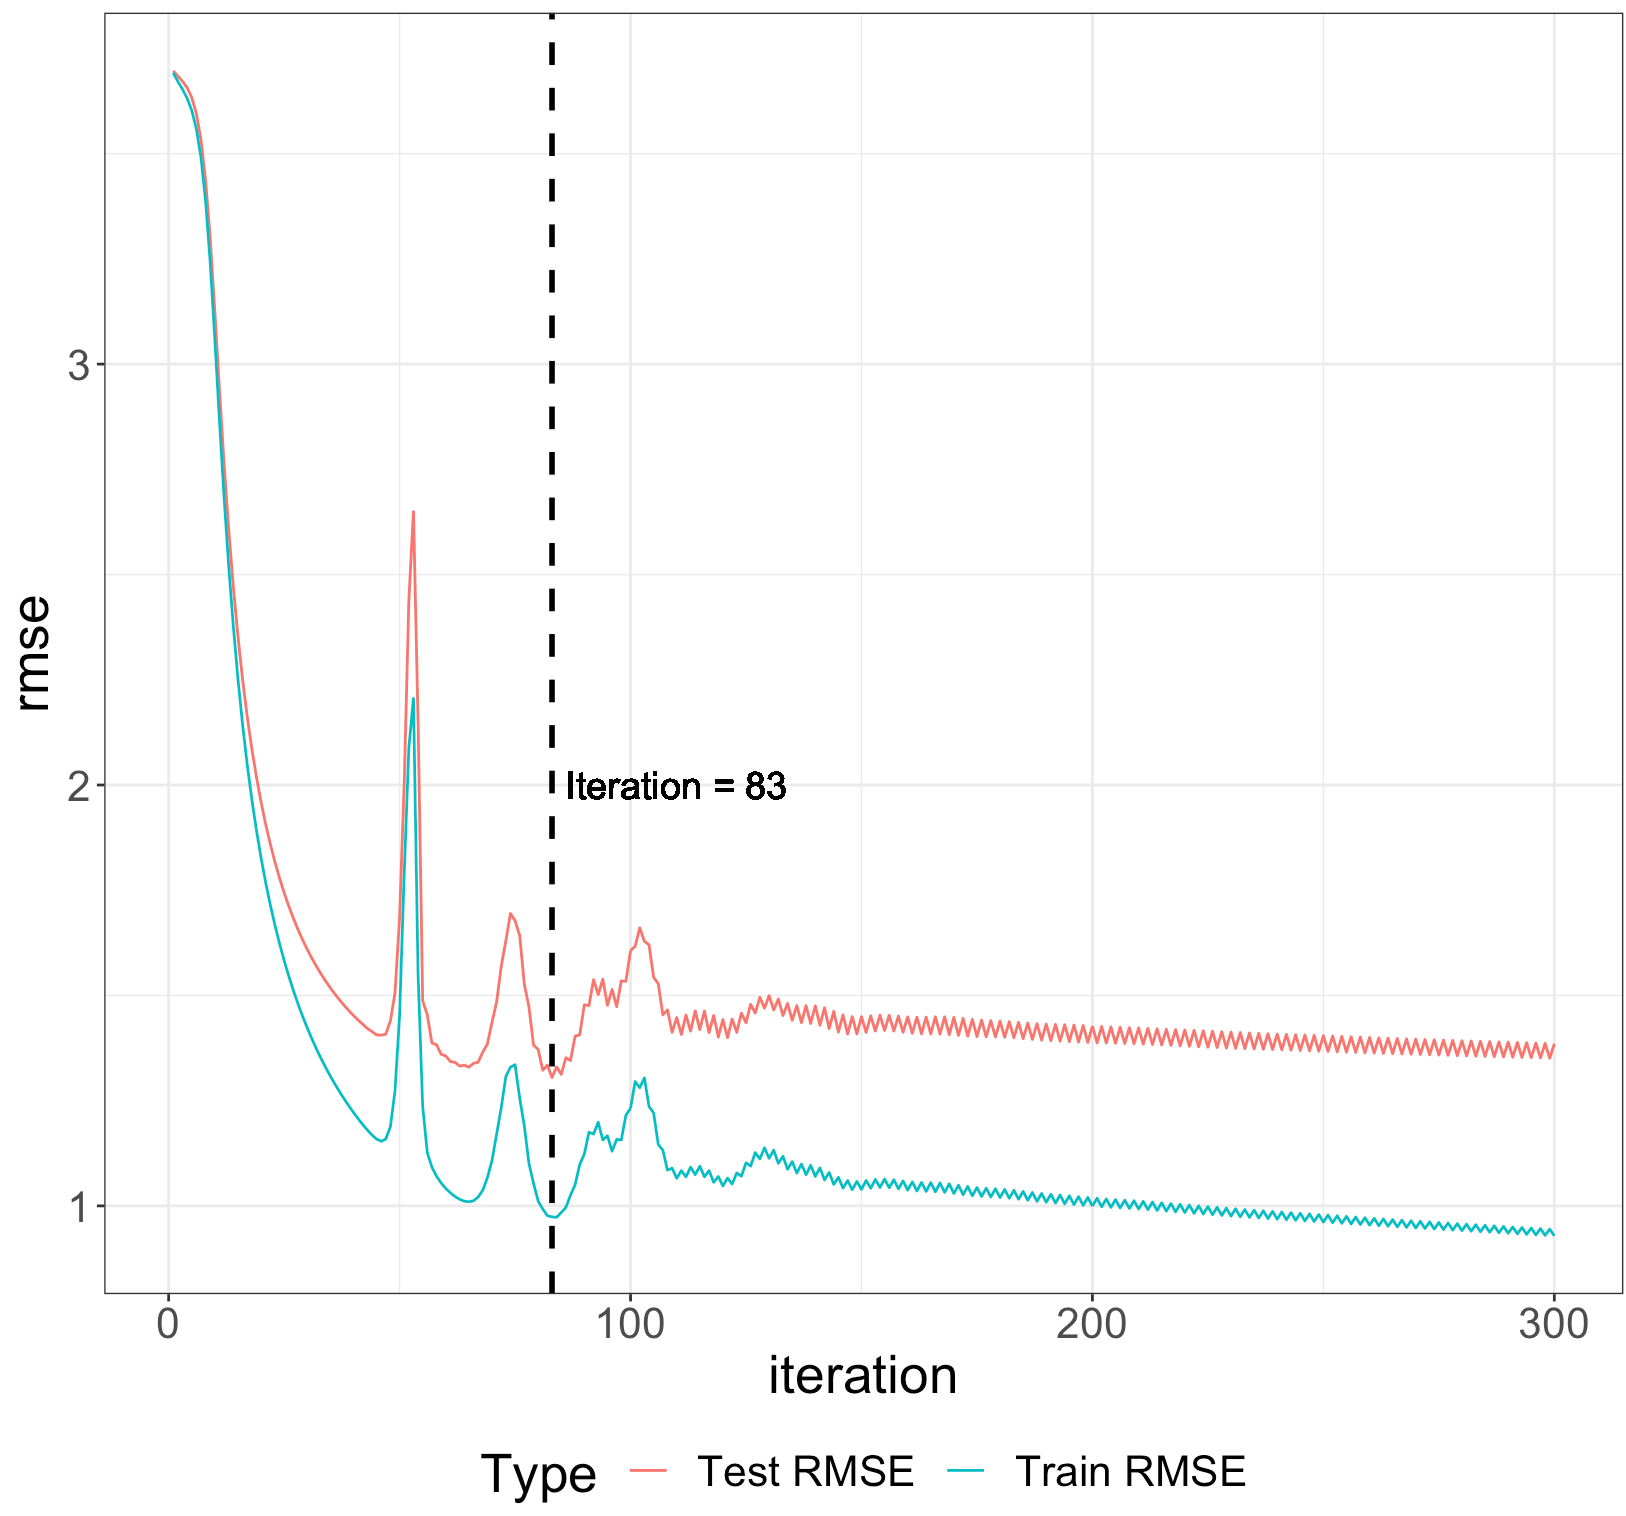 3
2
1
rmse
Iteration = 83
0 100 200 300
iteration
Type Test RMSE Train RMSE